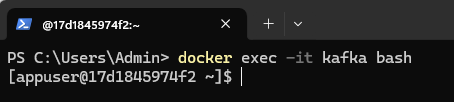 @17d1845974f2:~
PS C:\Users\Admin> docker exec -it kafka bash
[appuser@17d1845974f2 ~]$